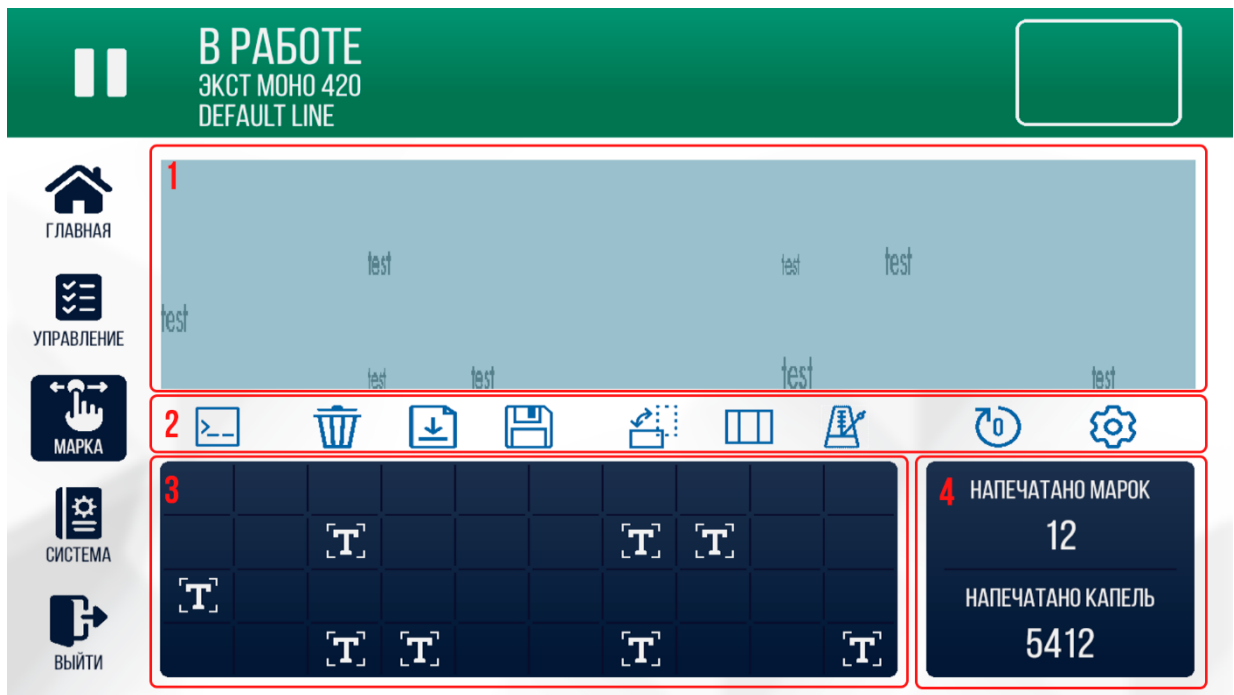 В РАБОТЕ
ЭКСТ МОНО 420
DEFAULT LINE
ГЛАВНАЯ
УПРАВЛЕНИЕ
МАРКА
СИСТЕМА
ВЫЙТИ
1
test test test
test
test test test test
2
0
3
T T T
T
T T T T
4 НАПЕЧАТАНО МАРОК
12
НАПЕЧАТАНО КАПЕЛЬ
5412